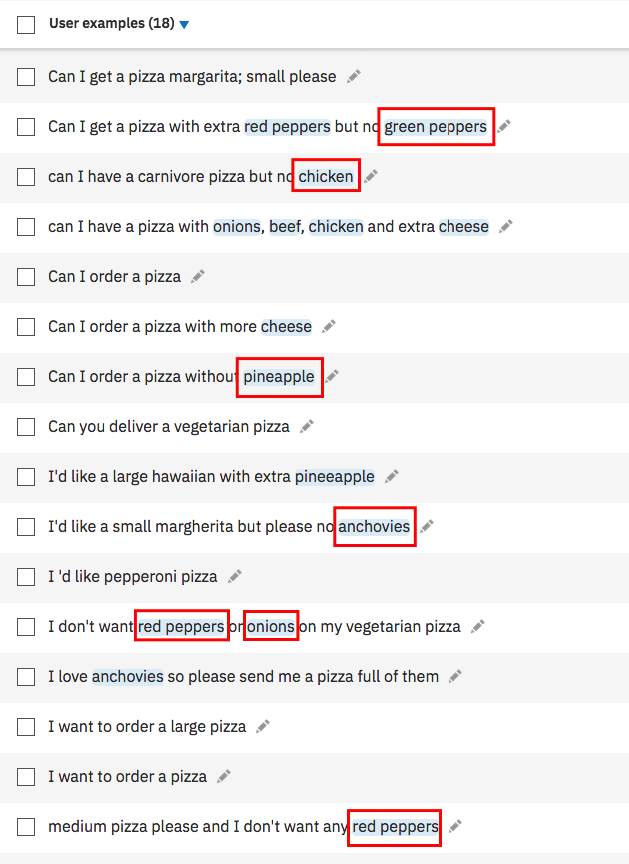 User examples (18)
Can I get a pizza margarita; small please
Can I get a pizza with extra red peppers but no green peppers
can I have a carnivore pizza but no chicken
can I have a pizza with onions, beef, chicken and extra cheese
Can I order a pizza
Can I order a pizza with more cheese
Can I order a pizza without pineapple
Can you deliver a vegetarian pizza
I'd like a large hawaiian with extra pineeapple
I'd like a small margherita but please no anchovies
I 'd like pepperoni pizza
I don't want red peppers or onions on my vegetarian pizza
I love anchovies so please send me a pizza full of them
I want to order a large pizza
I want to order a pizza
medium pizza please and I don't want any red peppers